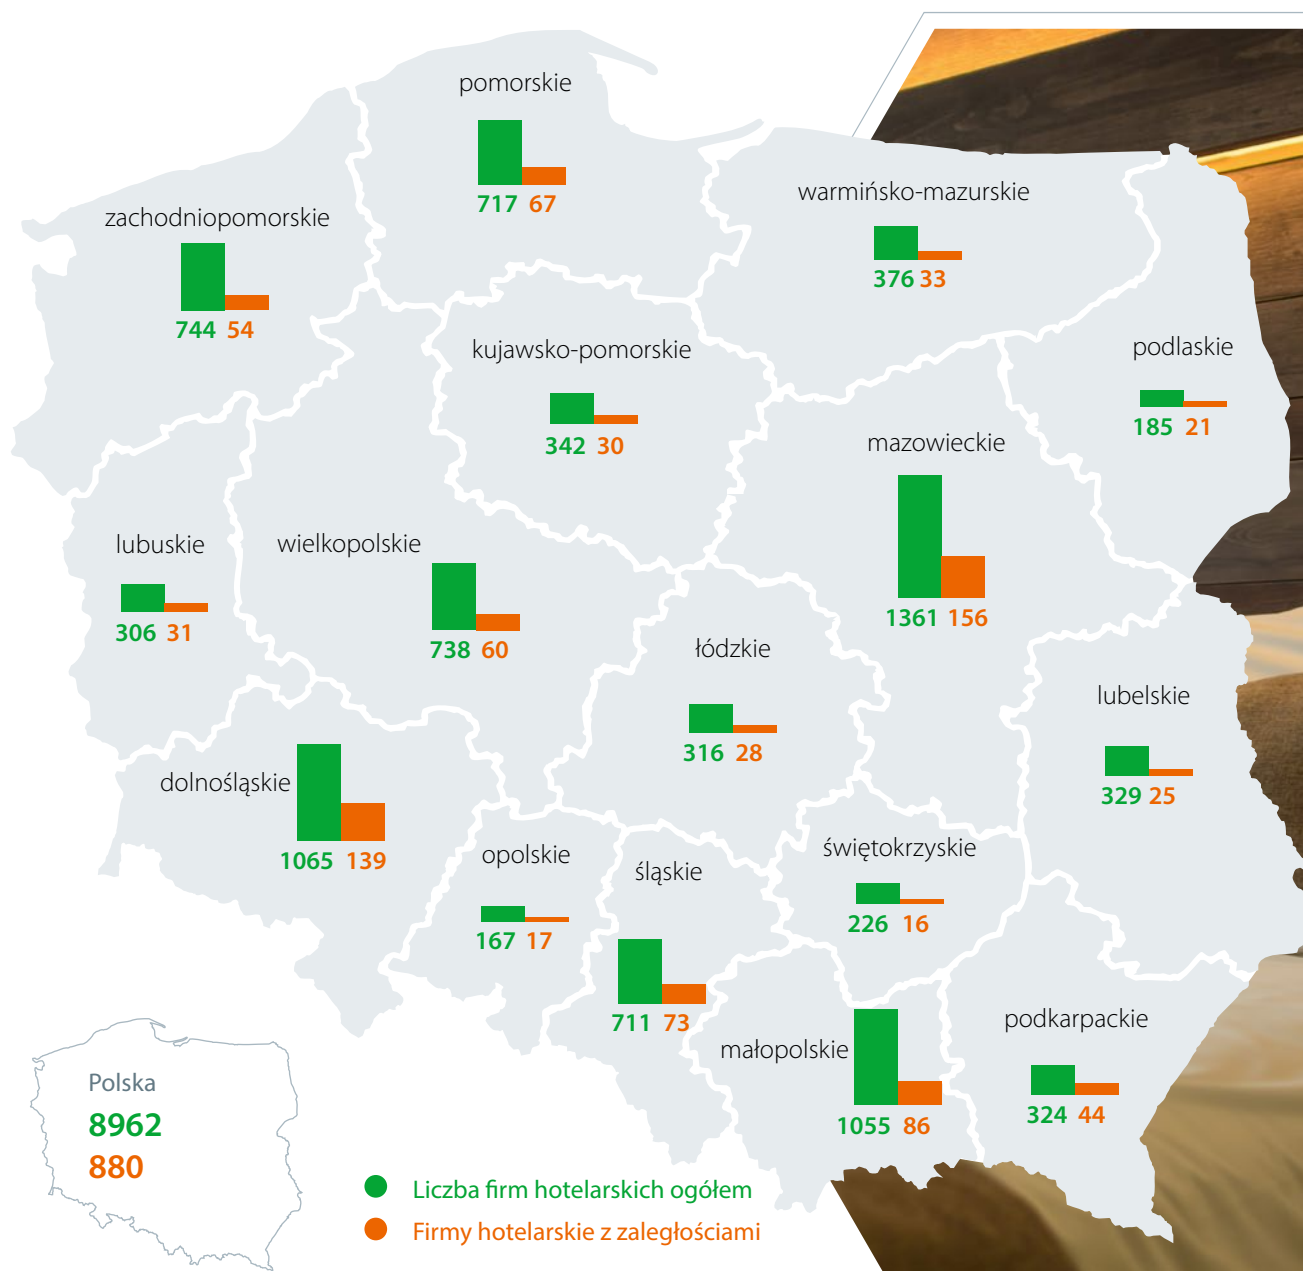 pomorskie
717 67
warmińsko-mazurskie
376 33
zachodniopomorskie
744 54
kujawsko-pomorskie
342 30
podlaskie
185 21
mazowieckie
1361 156
lubuskie
306 31
wielkopolskie
738 60
łódzkie
316 28
lubelskie
329 25
dolnośląskie
1065 139
opolskie
167 17
śląskie
711 73
świętokrzyskie
226 16
małopolskie
1055 86
podkarpackie
324 44
Polska
8962
880
Liczba firm hotelarskich ogółem
Firmy hotelarskie z zaległościami